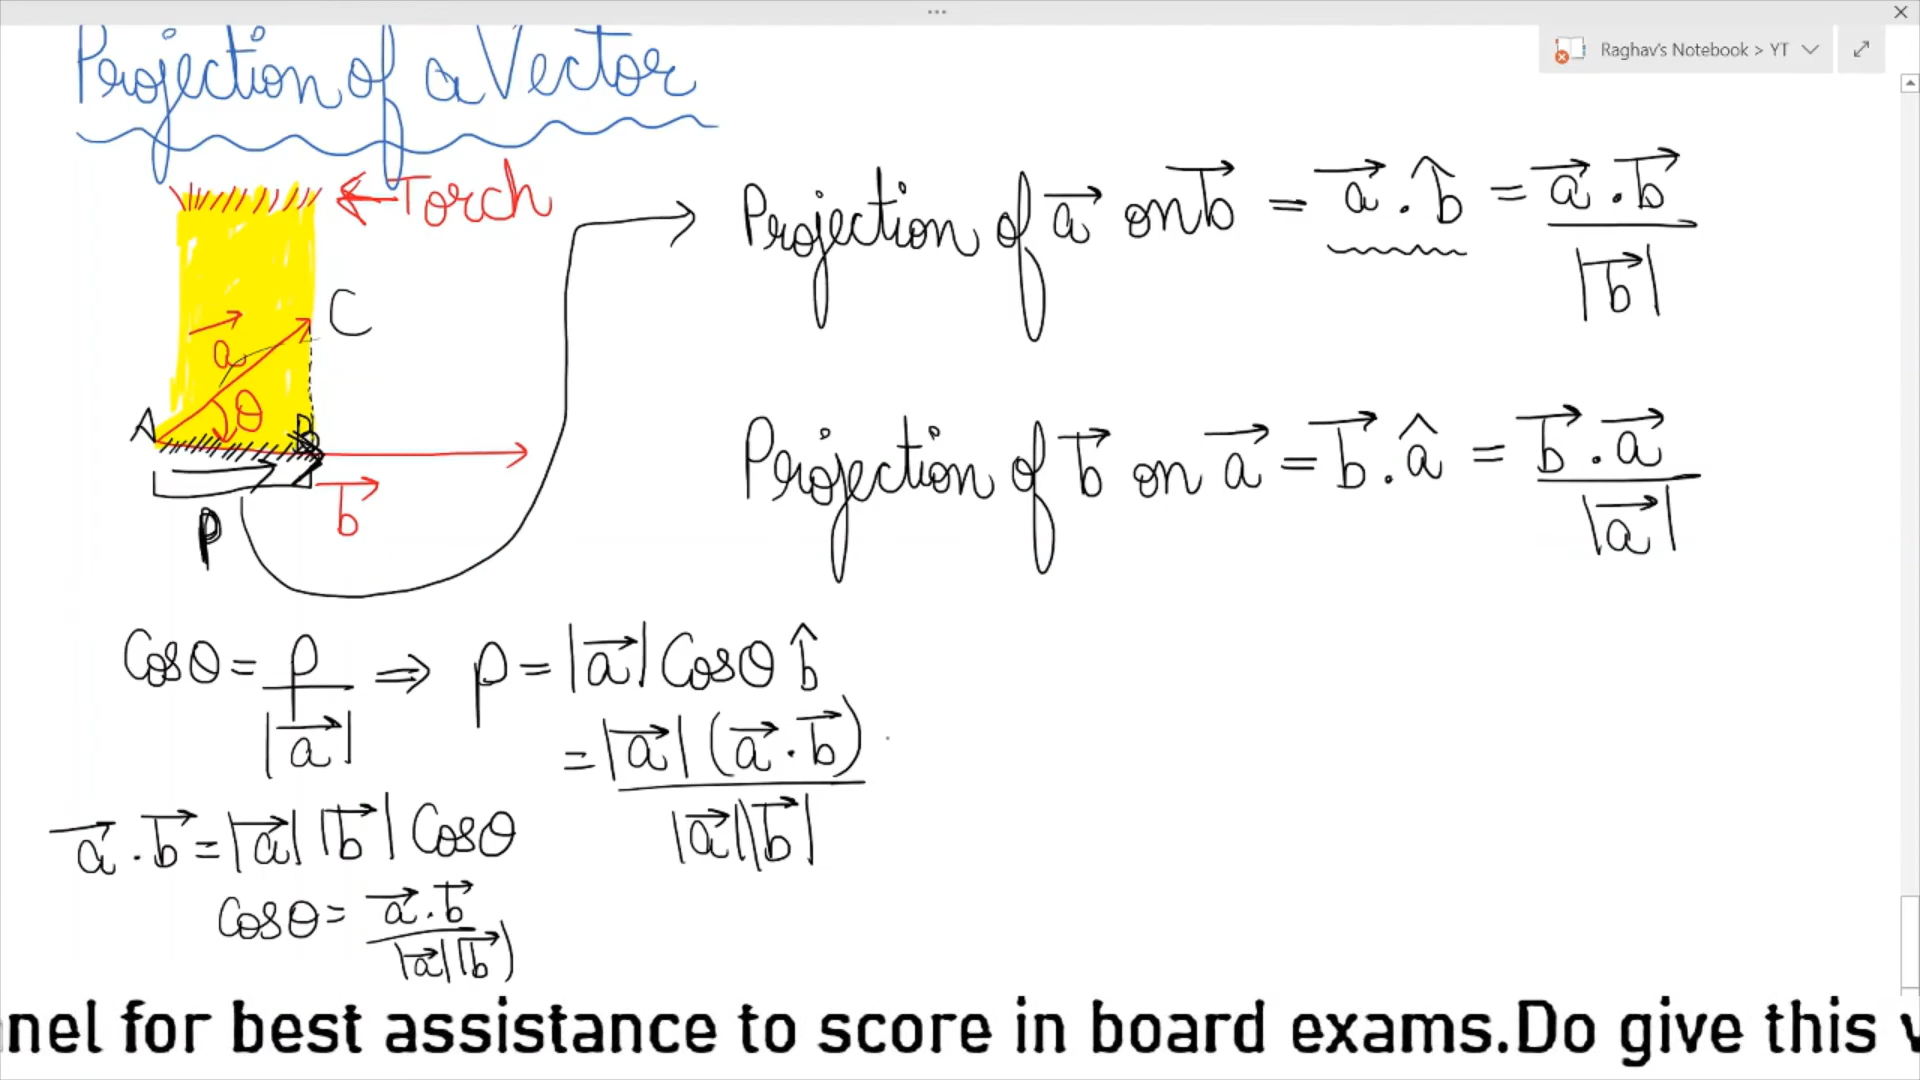 Raghav's Notebook > YT
Projection of a Vector
Torch
C
a⃗
θ
A
B
b⃗
P
Projection of a⃗ on b⃗ = a⃗ . b̂ = a⃗ . b⃗ / |b⃗|
Projection of b⃗ on a⃗ = b⃗ . â = b⃗ . a⃗ / |a⃗|
Cosθ = P / |a⃗| ⇒ P = |a⃗| Cosθ b̂
= |a⃗| (a⃗ . b⃗) / |a⃗||b⃗|
a⃗ . b⃗ = |a⃗| |b⃗| Cosθ
Cosθ = a⃗ . b⃗ / |a⃗||b⃗|
nnel for best assistance to score in board exams.Do give this v